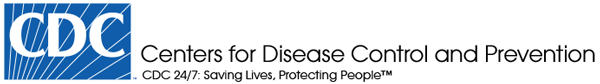 CDC
Centers for Disease Control and Prevention
CDC 24/7: Saving Lives, Protecting People™